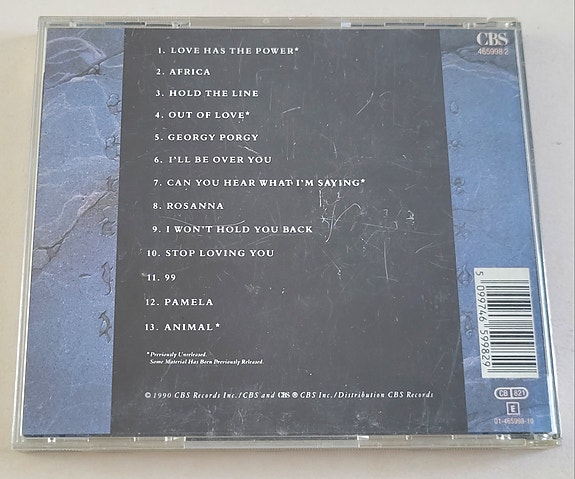 CBS
465998 2
1. LOVE HAS THE POWER*
2. AFRICA
3. HOLD THE LINE
4. OUT OF LOVE*
5. GEORGY PORGY
6. I'LL BE OVER YOU
7. CAN YOU HEAR WHAT I'M SAYING*
8. ROSANNA
9. I WON'T HOLD YOU BACK
10. STOP LOVING YOU
11. 99
12. PAMELA
13. ANIMAL*
*Previously Unreleased.
Some Material Has Been Previously Released.
© 1990 CBS Records Inc./CBS and CBS ® CBS Inc./Distribution CBS Records
5 099746 599829
CB 821
E
01-465998-10